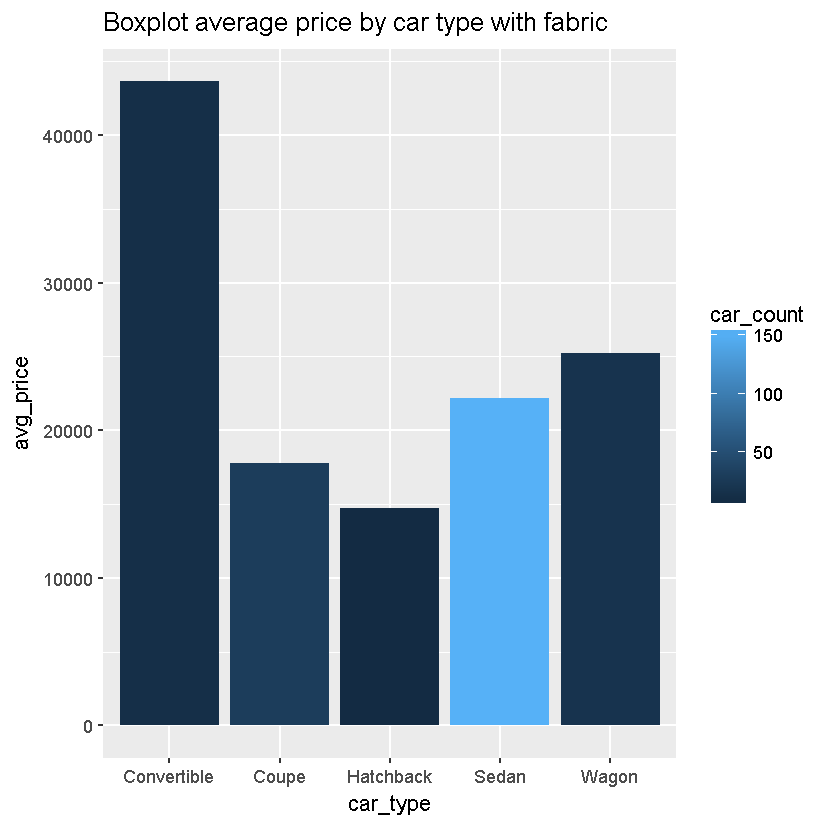 Boxplot average price by car type with fabric
avg_price
40000
30000
20000
10000
0
Convertible Coupe Hatchback Sedan Wagon
car_type
car_count
150
100
50